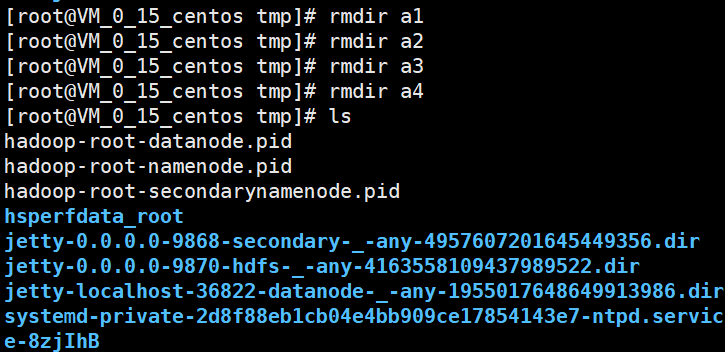 [root@VM_0_15_centos tmp]# rmdir a1
[root@VM_0_15_centos tmp]# rmdir a2
[root@VM_0_15_centos tmp]# rmdir a3
[root@VM_0_15_centos tmp]# rmdir a4
[root@VM_0_15_centos tmp]# ls
hadoop-root-datanode.pid
hadoop-root-namenode.pid
hadoop-root-secondarynamenode.pid
hsperfdata_root
jetty-0.0.0.0-9868-secondary-_-any-4957607201645449356.dir
jetty-0.0.0.0-9870-hdfs-_-any-4163558109437989522.dir
jetty-localhost-36822-datanode-_-any-1955017648649913986.dir
systemd-private-2d8f88eb1cb04e4bb909ce17854143e7-ntpd.servic
e-8zjIhB